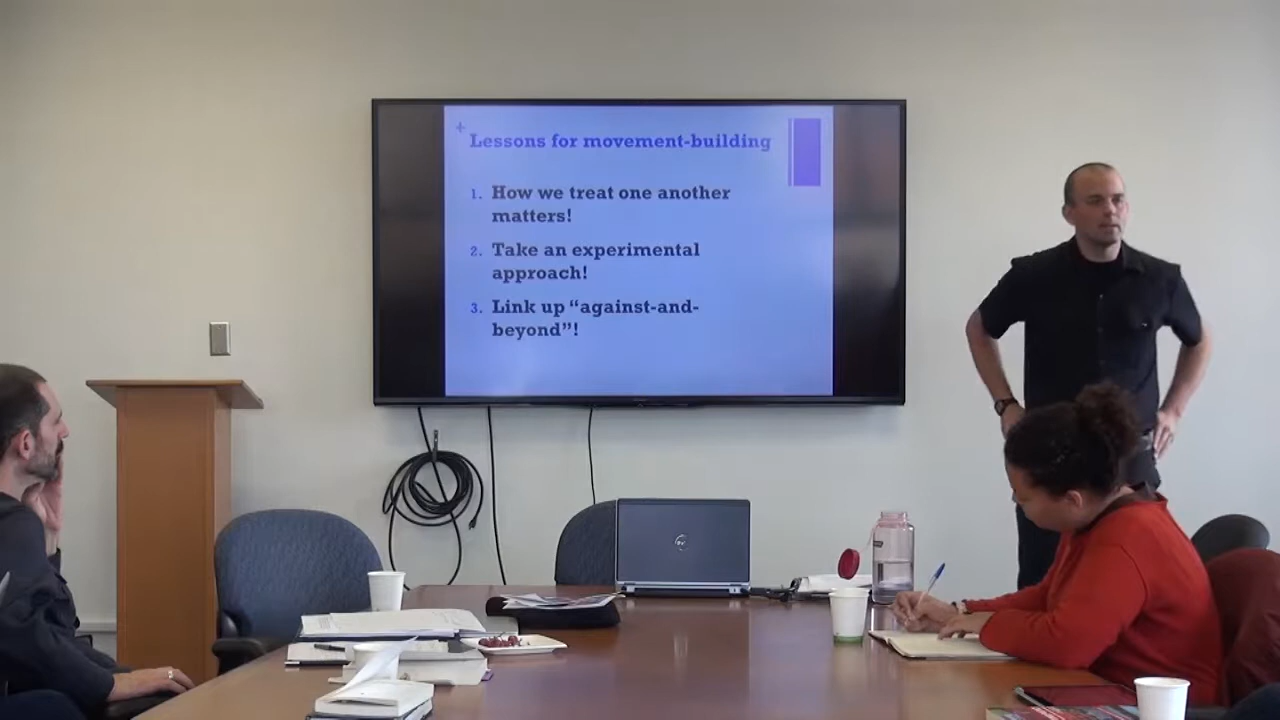 +
Lessons for movement-building
1. How we treat one another
matters!
2. Take an experimental
approach!
3. Link up “against-and-
beyond”!